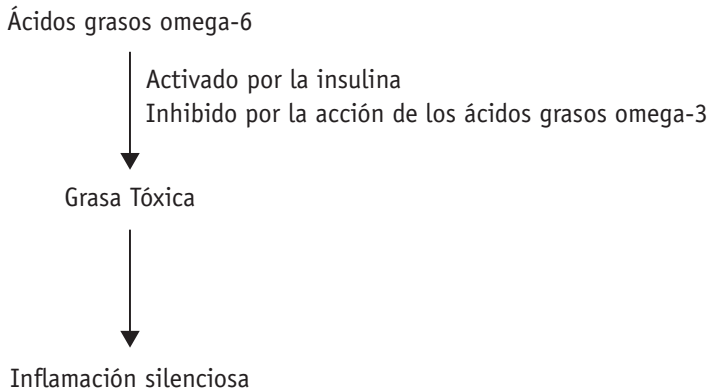 Ácidos grasos omega-6
Activado por la insulina
Inhibido por la acción de los ácidos grasos omega-3
Grasa Tóxica
Inflamación silenciosa